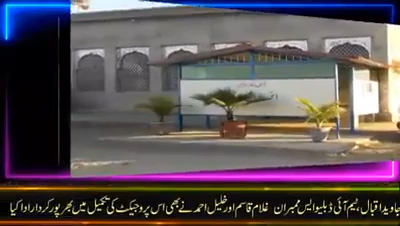 جاوید اقبال، ٹیم آئی ڈبلیو ایس ممبران غلام قاسم اور خلیل احمد نے بھی اس پروجیکٹ کی تکمیل میں بھرپور کردار ادا کیا